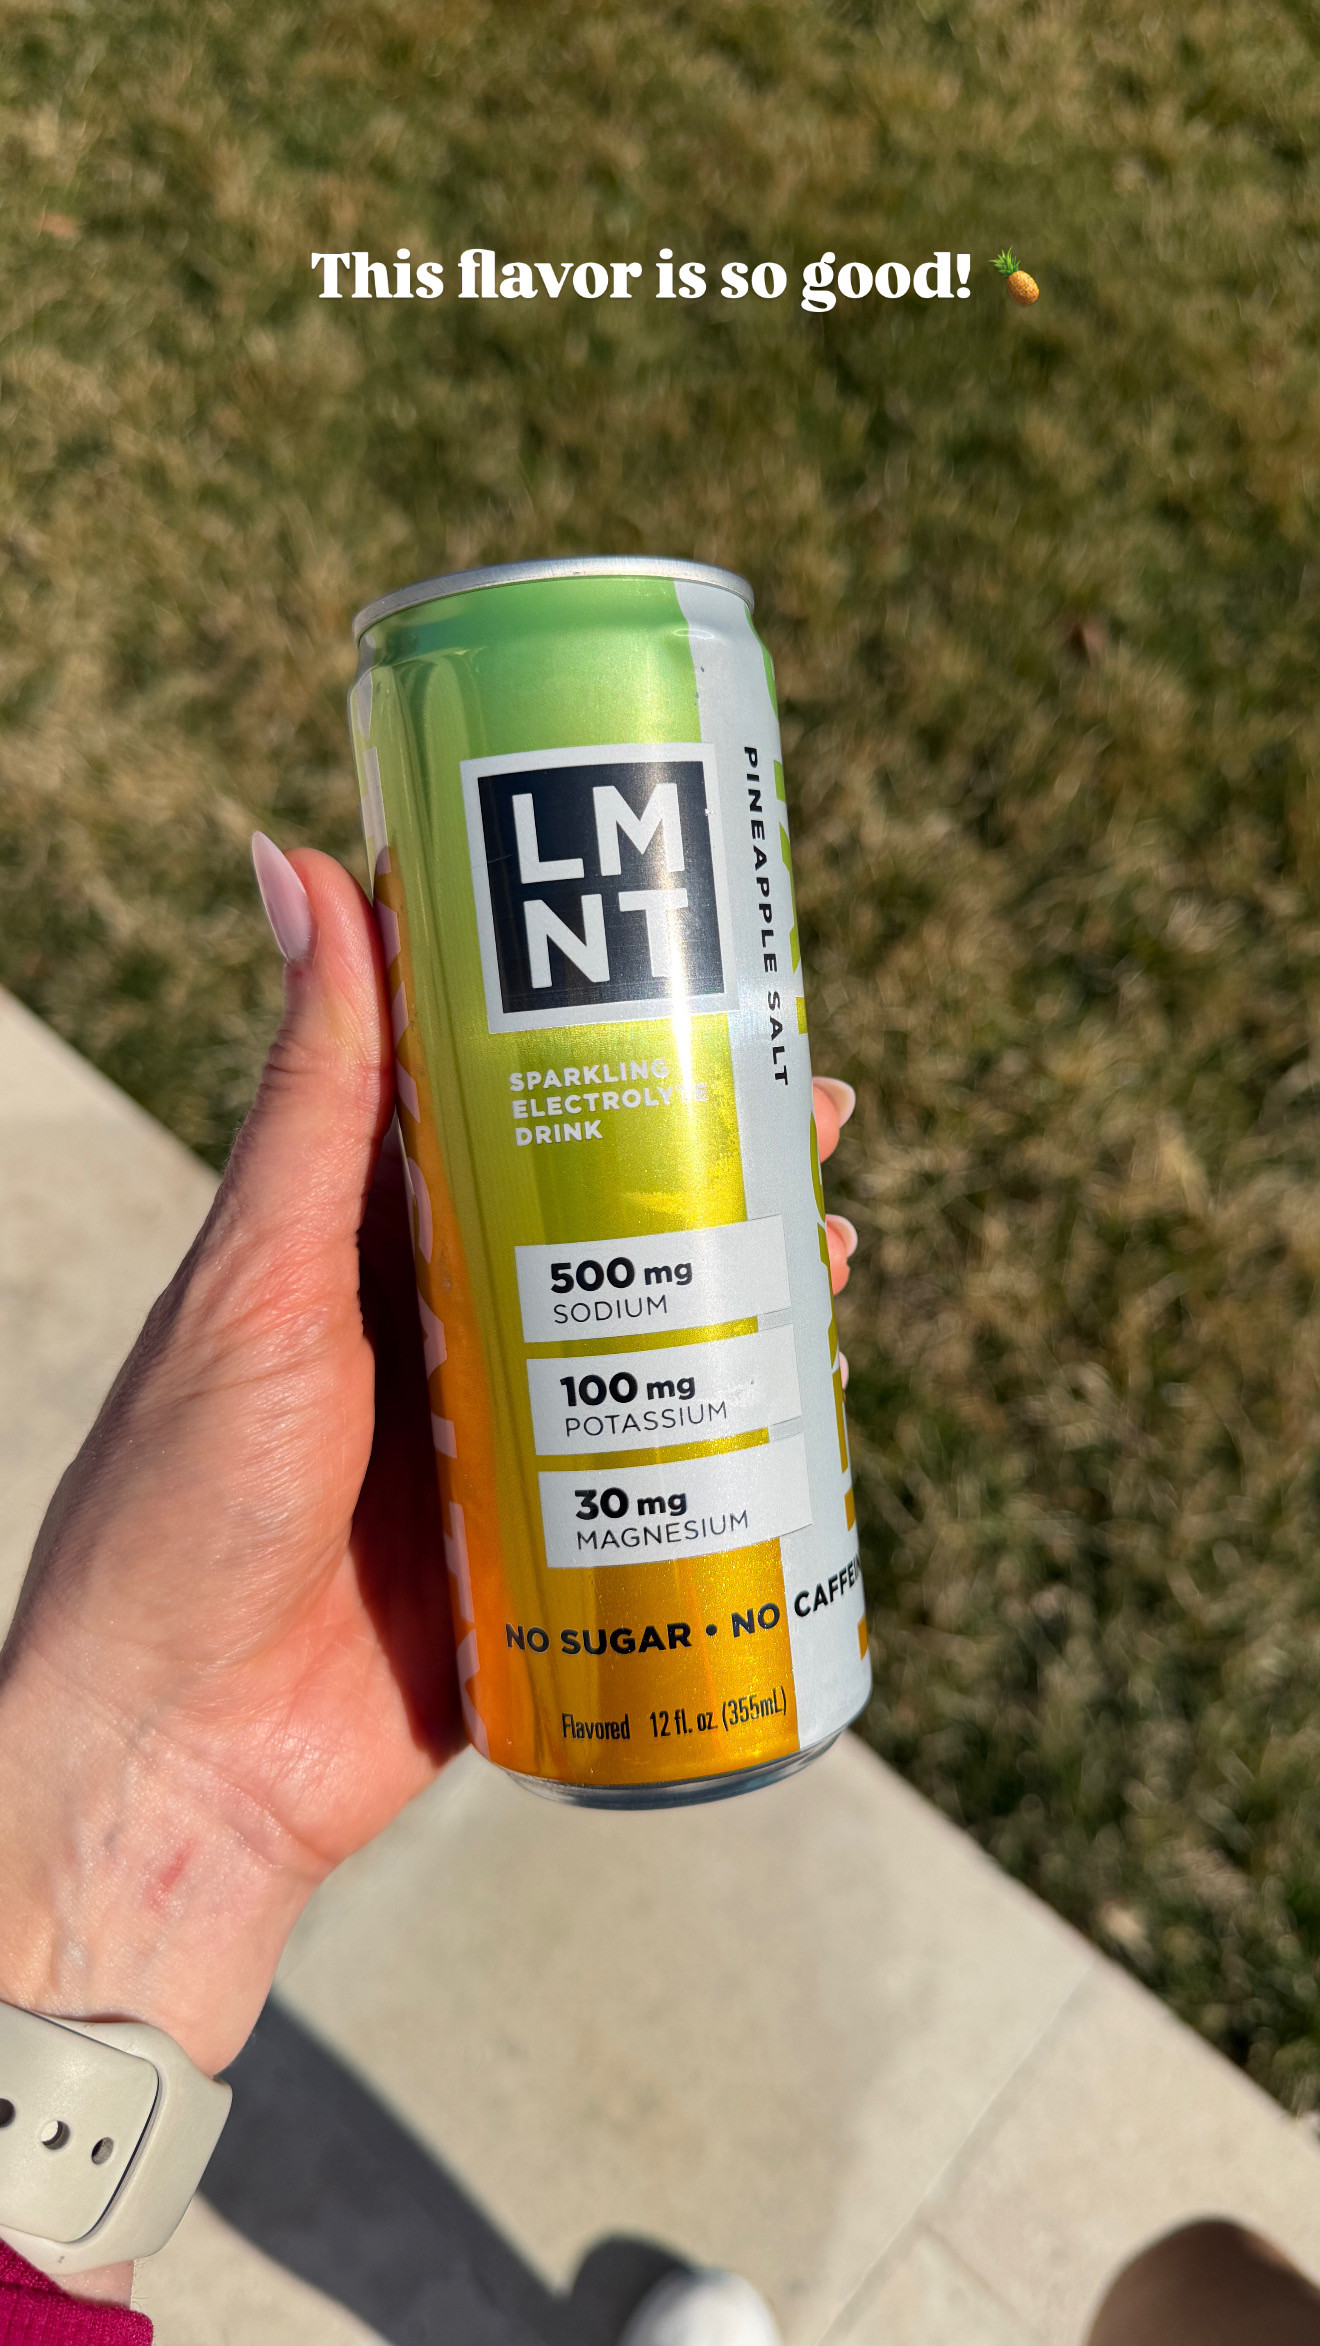 This flavor is so good! 🍍
LM
NT
PINEAPPLE SALT
SPARKLING
ELECTROLYTE
DRINK
500 mg
SODIUM
100 mg
POTASSIUM
30 mg
MAGNESIUM
NO SUGAR • NO
Flavored 12 fl. oz. (355mL)